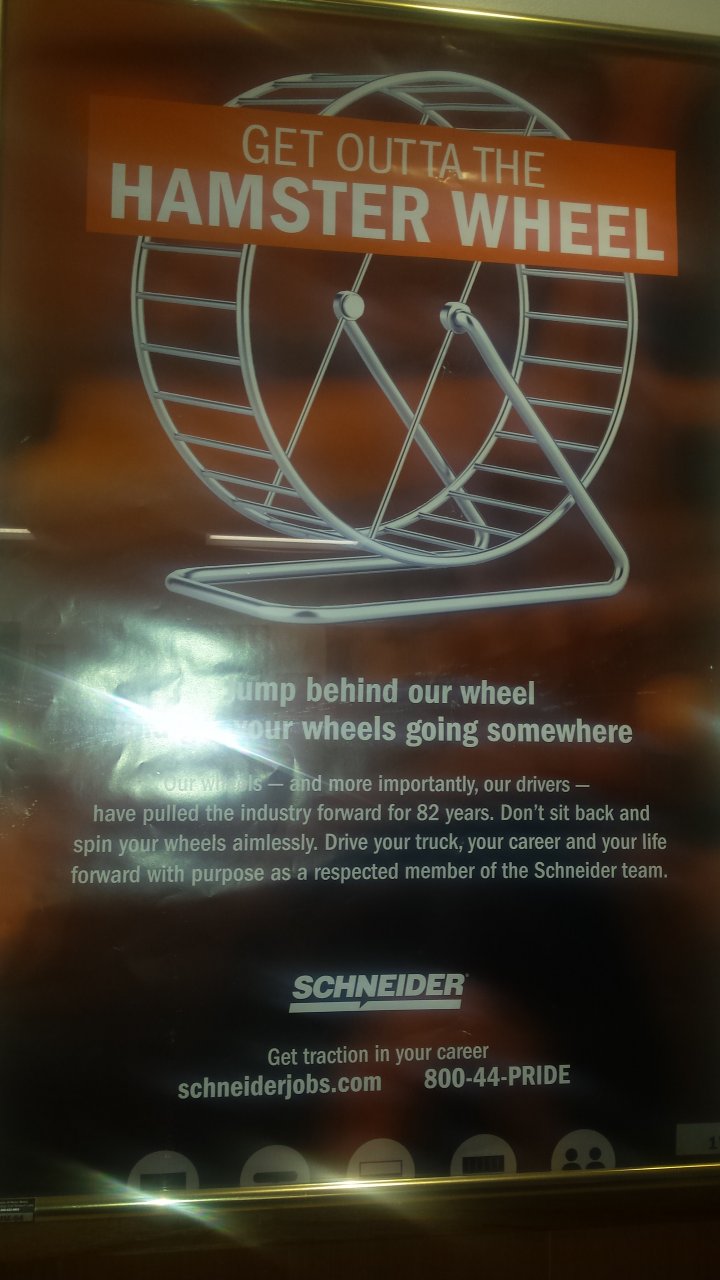 GET OUTTA THE
HAMSTER WHEEL
Jump behind our wheel
your wheels going somewhere
Our wheels — and more importantly, our drivers —
have pulled the industry forward for 82 years. Don't sit back and
spin your wheels aimlessly. Drive your truck, your career and your life
forward with purpose as a respected member of the Schneider team.
SCHNEIDER
Get traction in your career
schneiderjobs.com 800-44-PRIDE